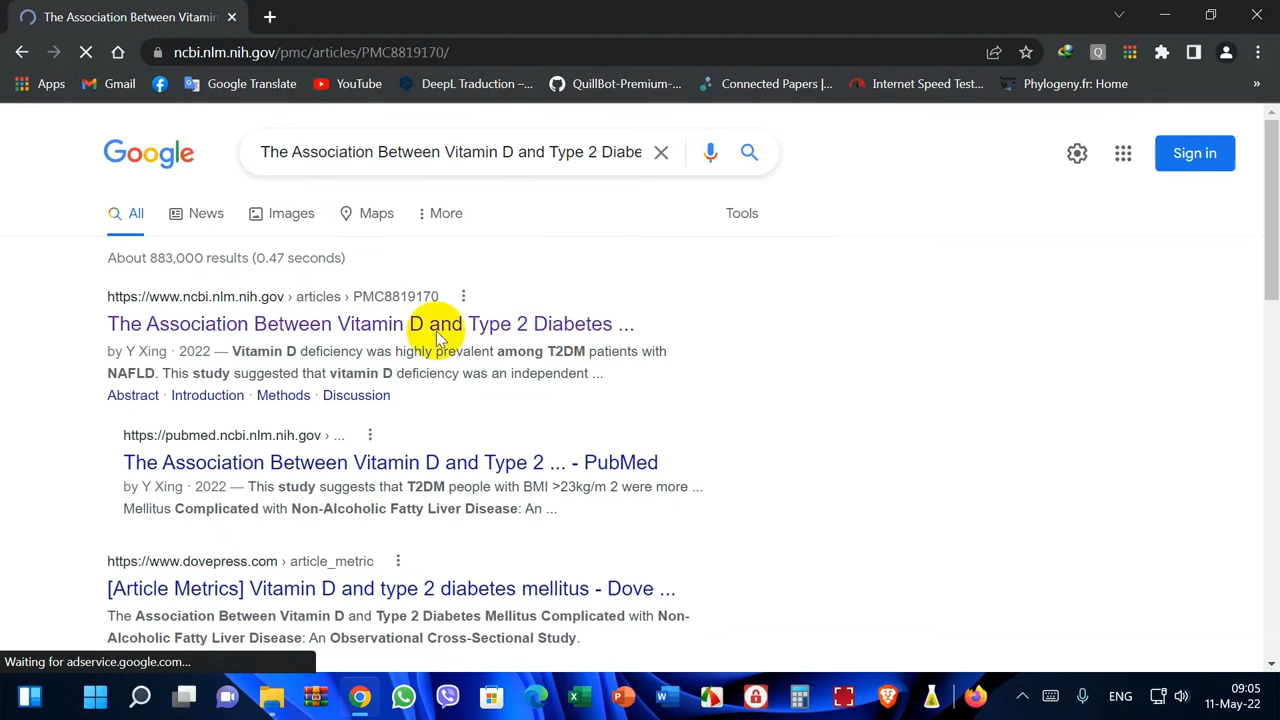 The Association Between Vitamin
ncbi.nlm.nih.gov/pmc/articles/PMC8819170/
Q
Apps
Gmail
Google Translate
YouTube
DeepL Traduction –...
QuillBot-Premium-...
Connected Papers |...
Internet Speed Test...
Phylogeny.fr: Home
»
Google
The Association Between Vitamin D and Type 2 Diabe
Sign in
All
News
Images
Maps
More
Tools
About 883,000 results (0.47 seconds)
https://www.ncbi.nlm.nih.gov › articles › PMC8819170
The Association Between Vitamin D and Type 2 Diabetes ...
by Y Xing · 2022 — Vitamin D deficiency was highly prevalent among T2DM patients with
NAFLD. This study suggested that vitamin D deficiency was an independent ...
Abstract · Introduction · Methods · Discussion
https://pubmed.ncbi.nlm.nih.gov › ...
The Association Between Vitamin D and Type 2 ... - PubMed
by Y Xing · 2022 — This study suggests that T2DM people with BMI >23kg/m 2 were more ...
Mellitus Complicated with Non-Alcoholic Fatty Liver Disease: An ...
https://www.dovepress.com › article_metric
[Article Metrics] Vitamin D and type 2 diabetes mellitus - Dove ...
The Association Between Vitamin D and Type 2 Diabetes Mellitus Complicated with Non-
Alcoholic Fatty Liver Disease: An Observational Cross-Sectional Study.
Waiting for adservice.google.com...
ENG
09:05
11-May-22